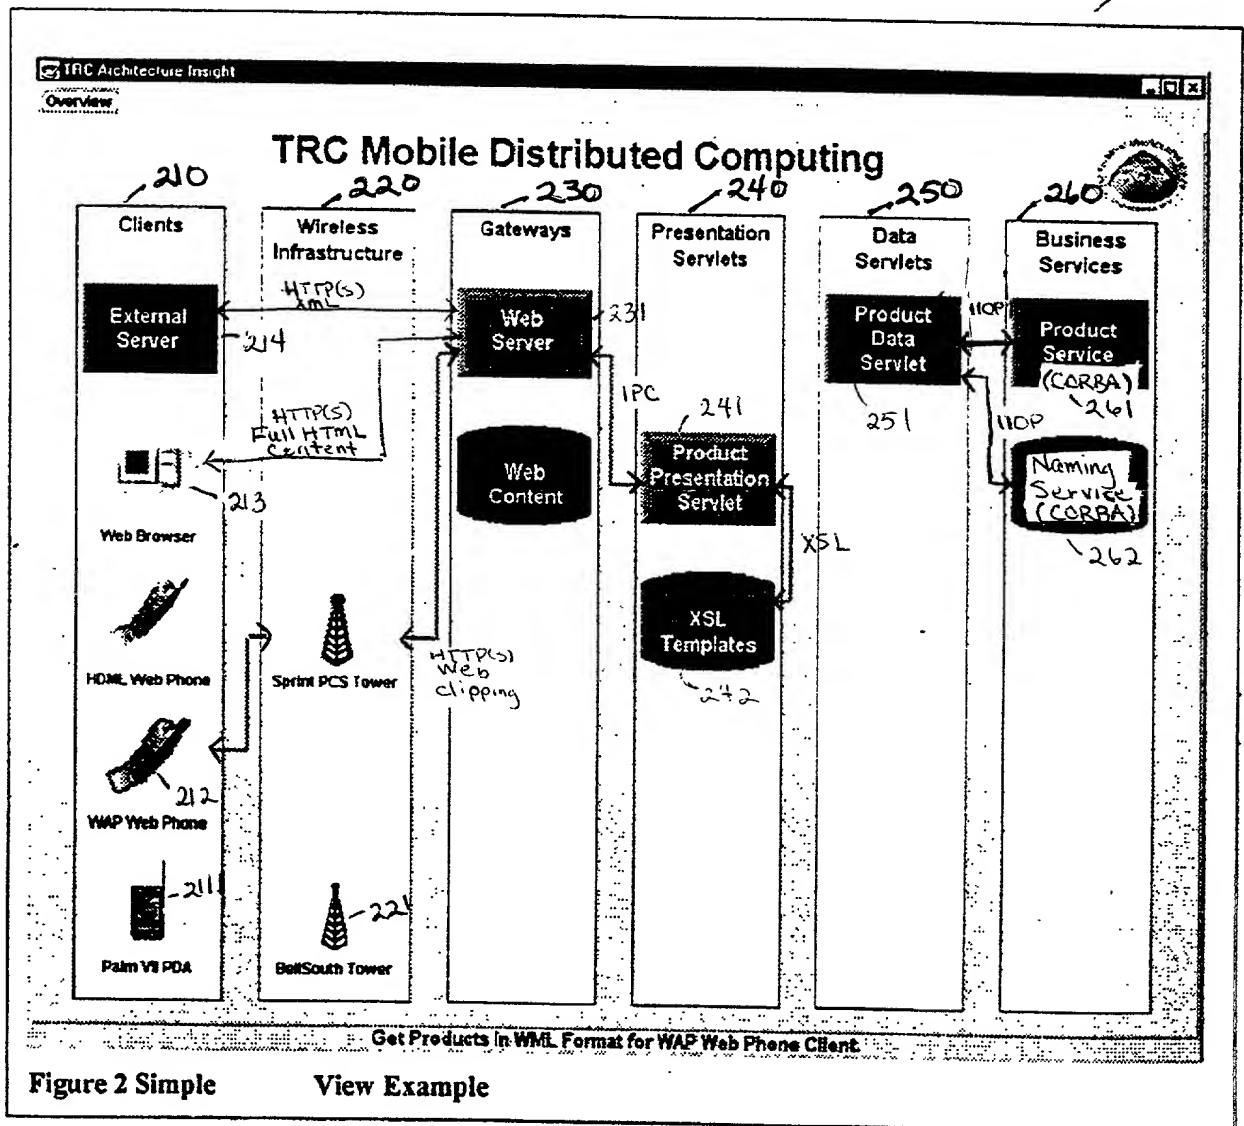 TRC Architecture Insight
Overview
TRC Mobile Distributed Computing
210
220
230
240
250
260
Clients
Wireless
Infrastructure
Gateways
Presentation
Servlets
Data
Servlets
Business
Services
HTTP(s)
XML
External
Server
214
Web
Server
231
Product
Data
Servlet
251
IIOP
Product
Service
(CORBA)
261
IPC
IIOP
HTTP(s)
Full HTML
Content
213
Web Browser
Web
Content
241
Product
Presentation
Servlet
Naming
Service
(CORBA)
262
XSL
XSL
Templates
242
HDML Web Phone
Sprint PCS Tower
HTTP(s)
Web
clipping
212
WAP Web Phone
211
Palm VII PDA
221
BellSouth Tower
Get Products In WML Format for WAP Web Phone Client.
Figure 2 Simple View Example